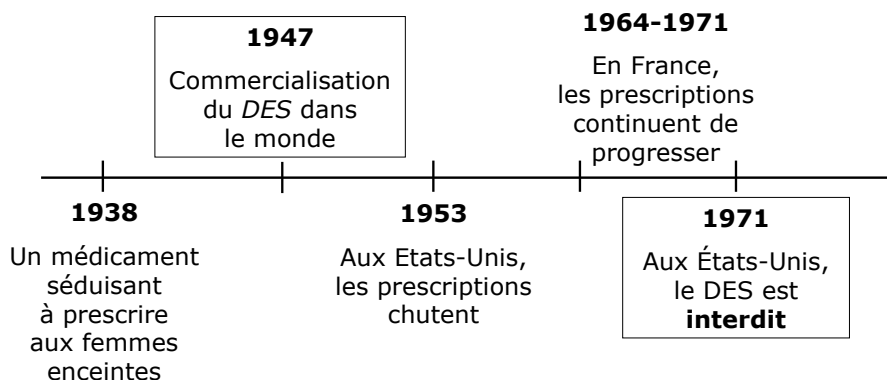 1947
Commercialisation
du DES dans
le monde
1964-1971
En France,
les prescriptions
continuent de
progresser
1938
Un médicament
séduisant
à prescrire
aux femmes
enceintes
1953
Aux Etats-Unis,
les prescriptions
chutent
1971
Aux États-Unis,
le DES est
interdit